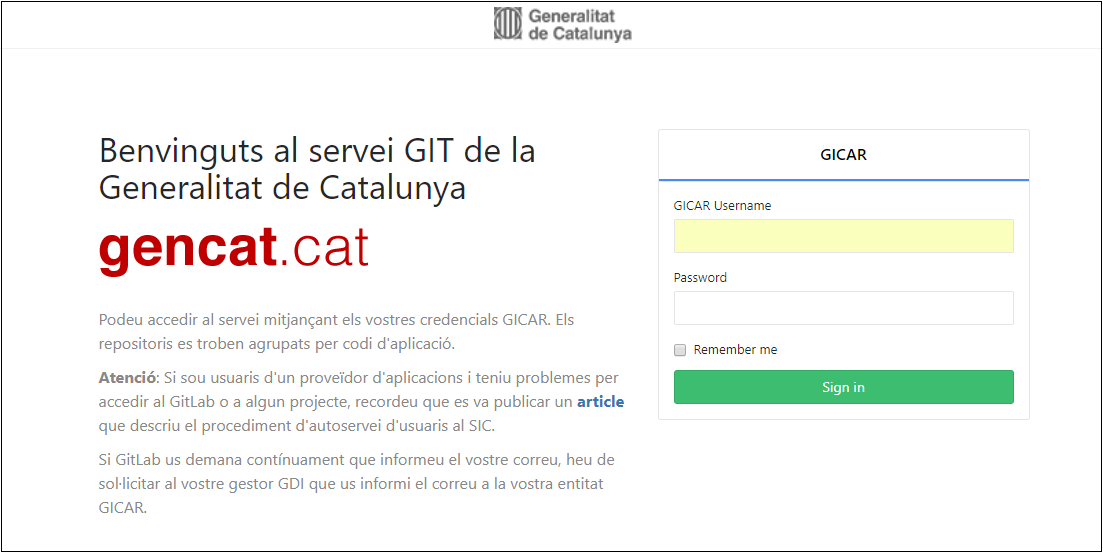 Generalitat
de Catalunya
Benvinguts al servei GIT de la
Generalitat de Catalunya
gencat.cat
Podeu accedir al servei mitjançant els vostres credencials GICAR. Els
repositoris es troben agrupats per codi d'aplicació.
Atenció: Si sou usuaris d'un proveïdor d'aplicacions i teniu problemes per
accedir al GitLab o a algun projecte, recordeu que es va publicar un article
que descriu el procediment d'autoservei d'usuaris al SIC.
Si GitLab us demana contínuament que informeu el vostre correu, heu de
sol·licitar al vostre gestor GDI que us informi el correu a la vostra entitat
GICAR.
GICAR
GICAR Username
Password
Remember me
Sign in